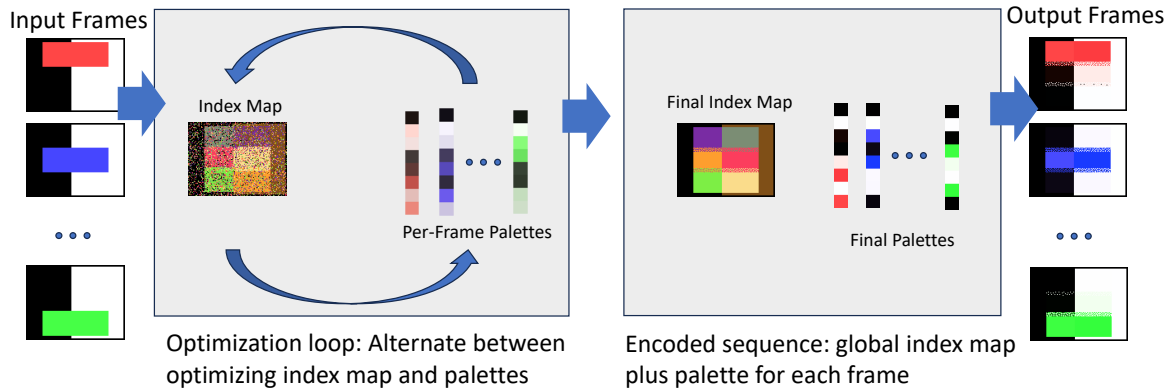 Input Frames
Index Map
Per-Frame Palettes
Optimization loop: Alternate between
optimizing index map and palettes
Final Index Map
Final Palettes
Encoded sequence: global index map
plus palette for each frame
Output Frames